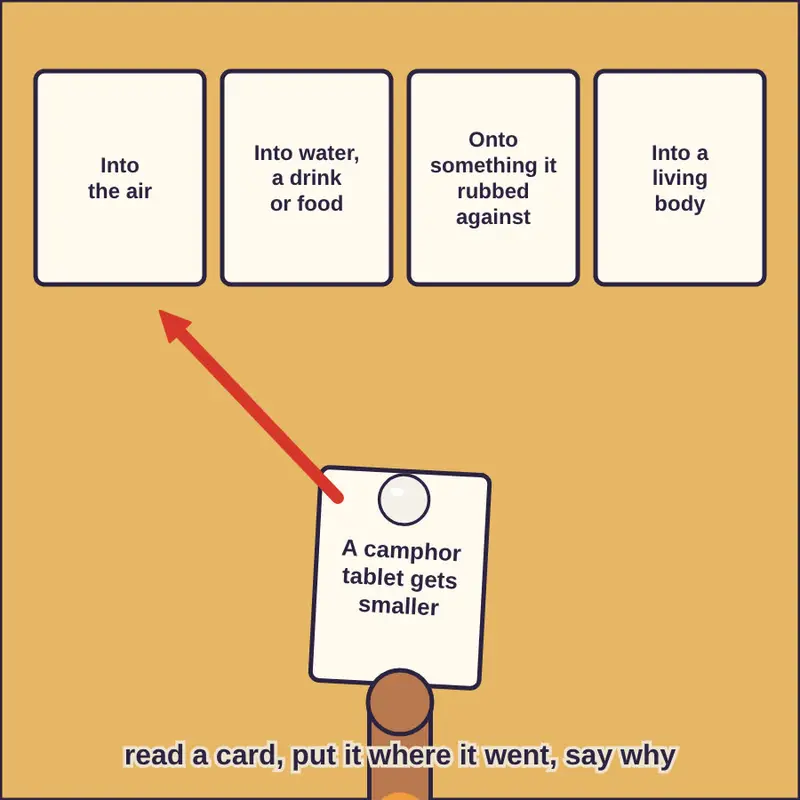 Into
the air
Into water,
a drink
or food
Onto
something it
rubbed
against
Into a
living
body
A camphor
tablet gets
smaller
read a card, put it where it went, say why